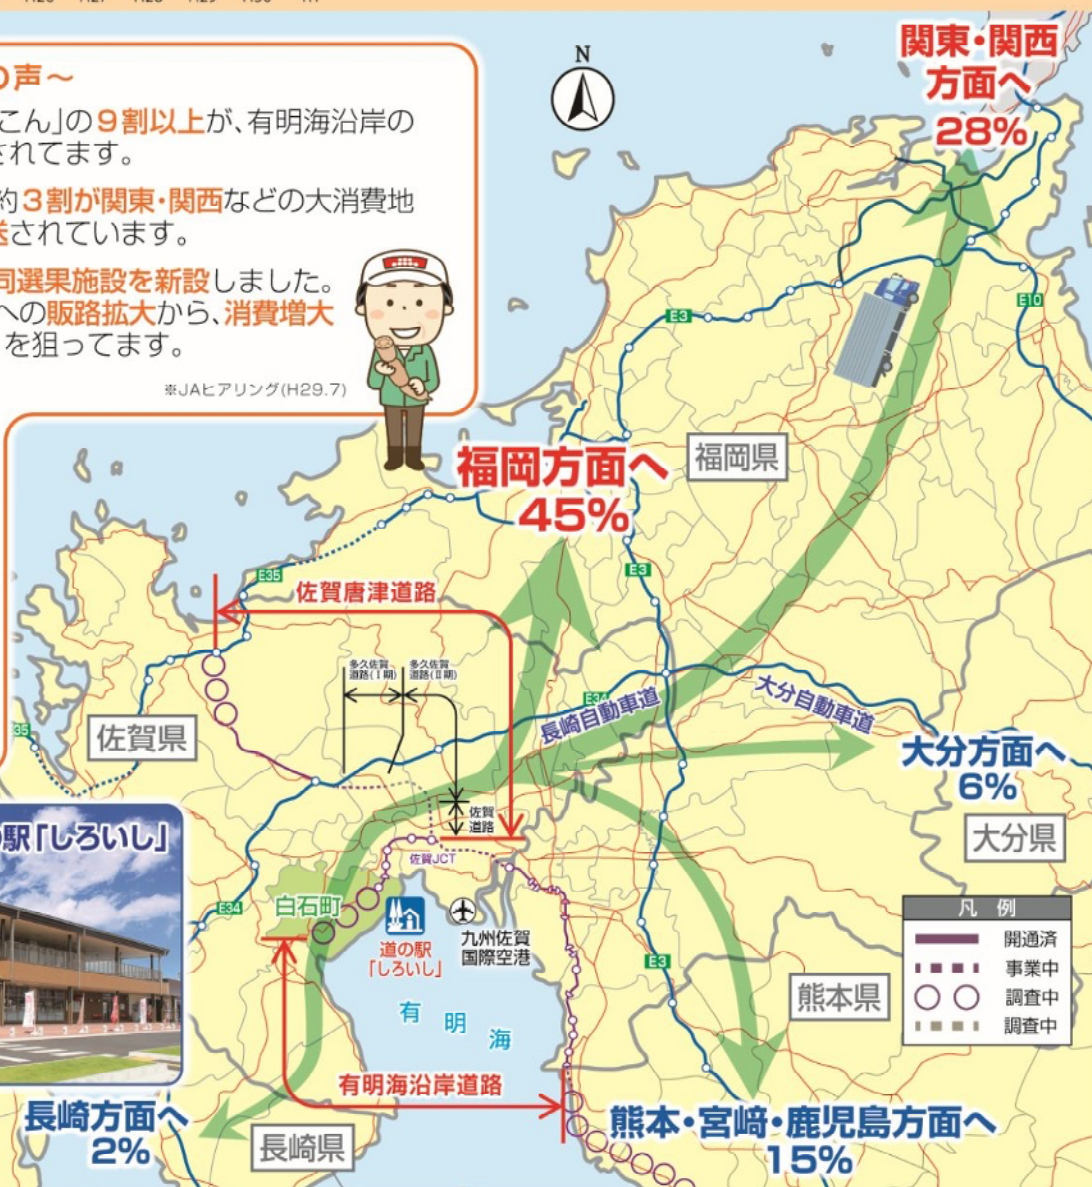 の声～
こん」の9割以上が、有明海沿岸の
されてます。
約3割が関東・関西などの大消費地
送されています。
同選果施設を新設しました。
への販路拡大から、消費増大
を狙ってます。
※JAヒアリング(H29.7)
N
関東・関西
方面へ
28%
E3
E10
福岡県
福岡方面へ
45%
E3
E35
佐賀唐津道路
多久佐賀
道路(Ⅰ期)
多久佐賀
道路(Ⅱ期)
E34
長崎自動車道
大分自動車道
35
佐賀県
大分方面へ
6%
大分県
佐賀
道路
佐賀JCT
の駅「しろいし」
E34
白石町
道の駅
「しろいし」
九州佐賀
国際空港
有明海
E3
熊本県
凡例
開通済
事業中
調査中
調査中
有明海沿岸道路
長崎方面へ
2%
長崎県
熊本・宮崎・鹿児島方面へ
15%